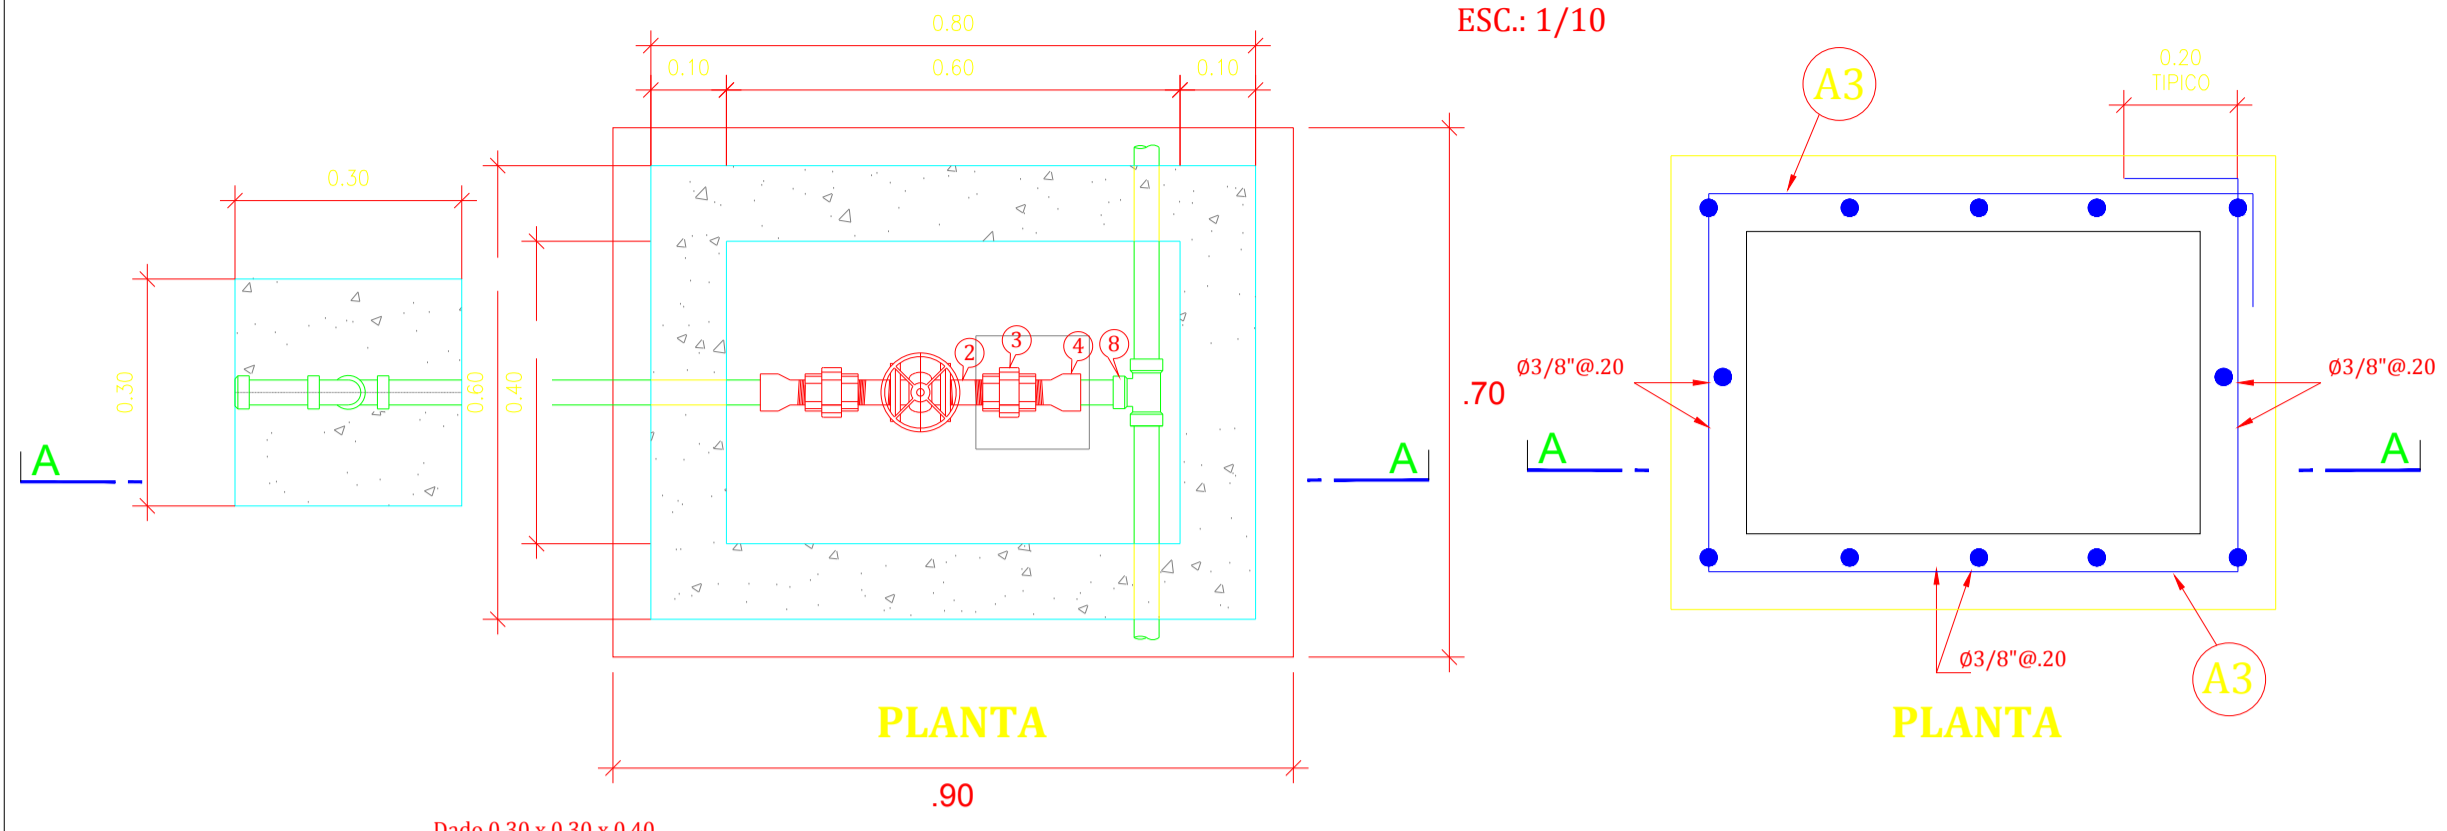 ESC.: 1/10
0.80
0.10
0.60
0.10
0.20
TIPICO
A3
0.30
0.30
0.60
0.40
2
3
4
8
.70
Ø3/8"@.20
Ø3/8"@.20
A
A
A
A
Ø3/8"@.20
A3
PLANTA
PLANTA
.90
Dado 0.30 x 0.30 x 0.40